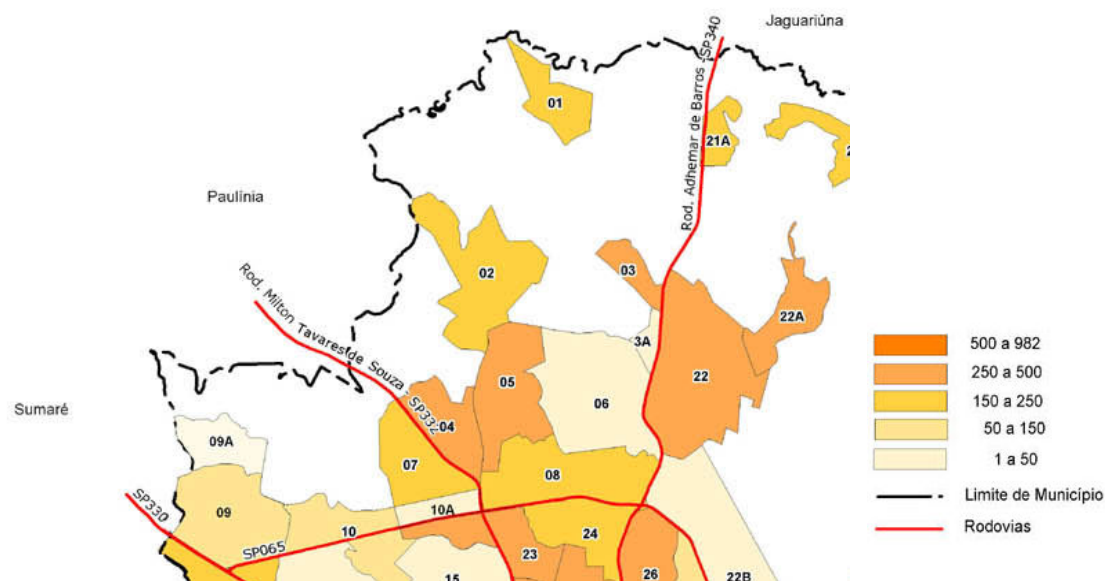 Jaguariúna
Rod. Adhemar de Barros - SP340
01
21A
Paulínia
02
03
22A
Rod. Milton Tavares de Souza - SP332
3A
05
22
06
Sumaré
04
09A
07
08
09
10A
SP330
10
24
SP065
23
15
26
22B
500 a 982
250 a 500
150 a 250
50 a 150
1 a 50
Limite de Município
Rodovias